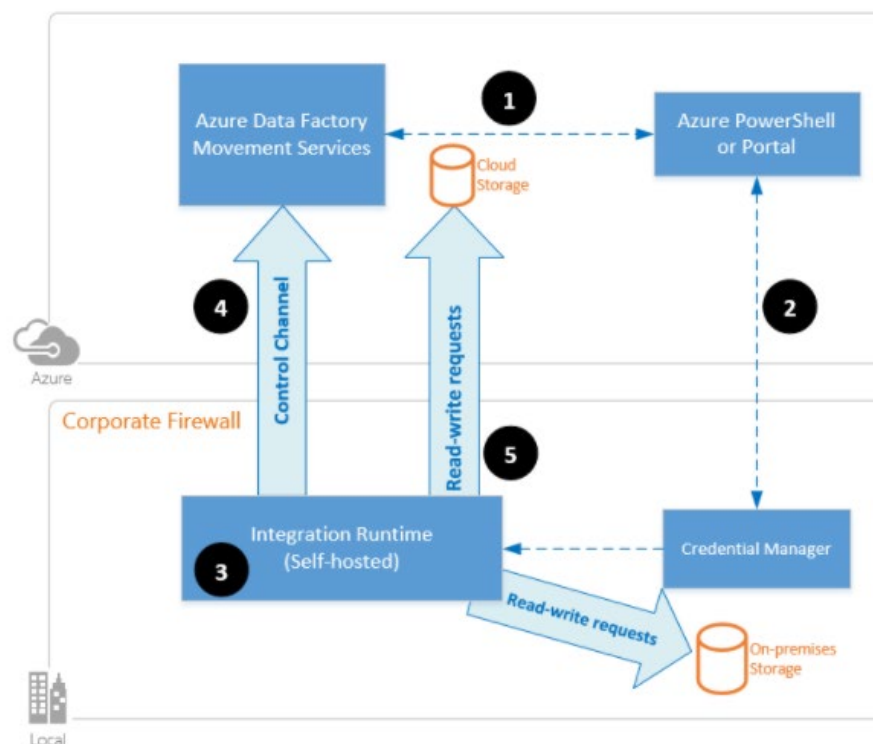 1
Azure Data Factory
Movement Services
Azure PowerShell
or Portal
Cloud
Storage
4
Control Channel
Read-write requests
2
Azure
Corporate Firewall
5
Integration Runtime
(Self-hosted)
3
Credential Manager
Read-write requests
On-premises
Storage
Local